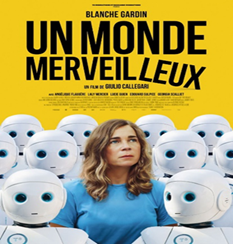 BLANCHE GARDIN
UN MONDE
MERVEILLEUX
UN FILM DE GIULIO CALLEGARI